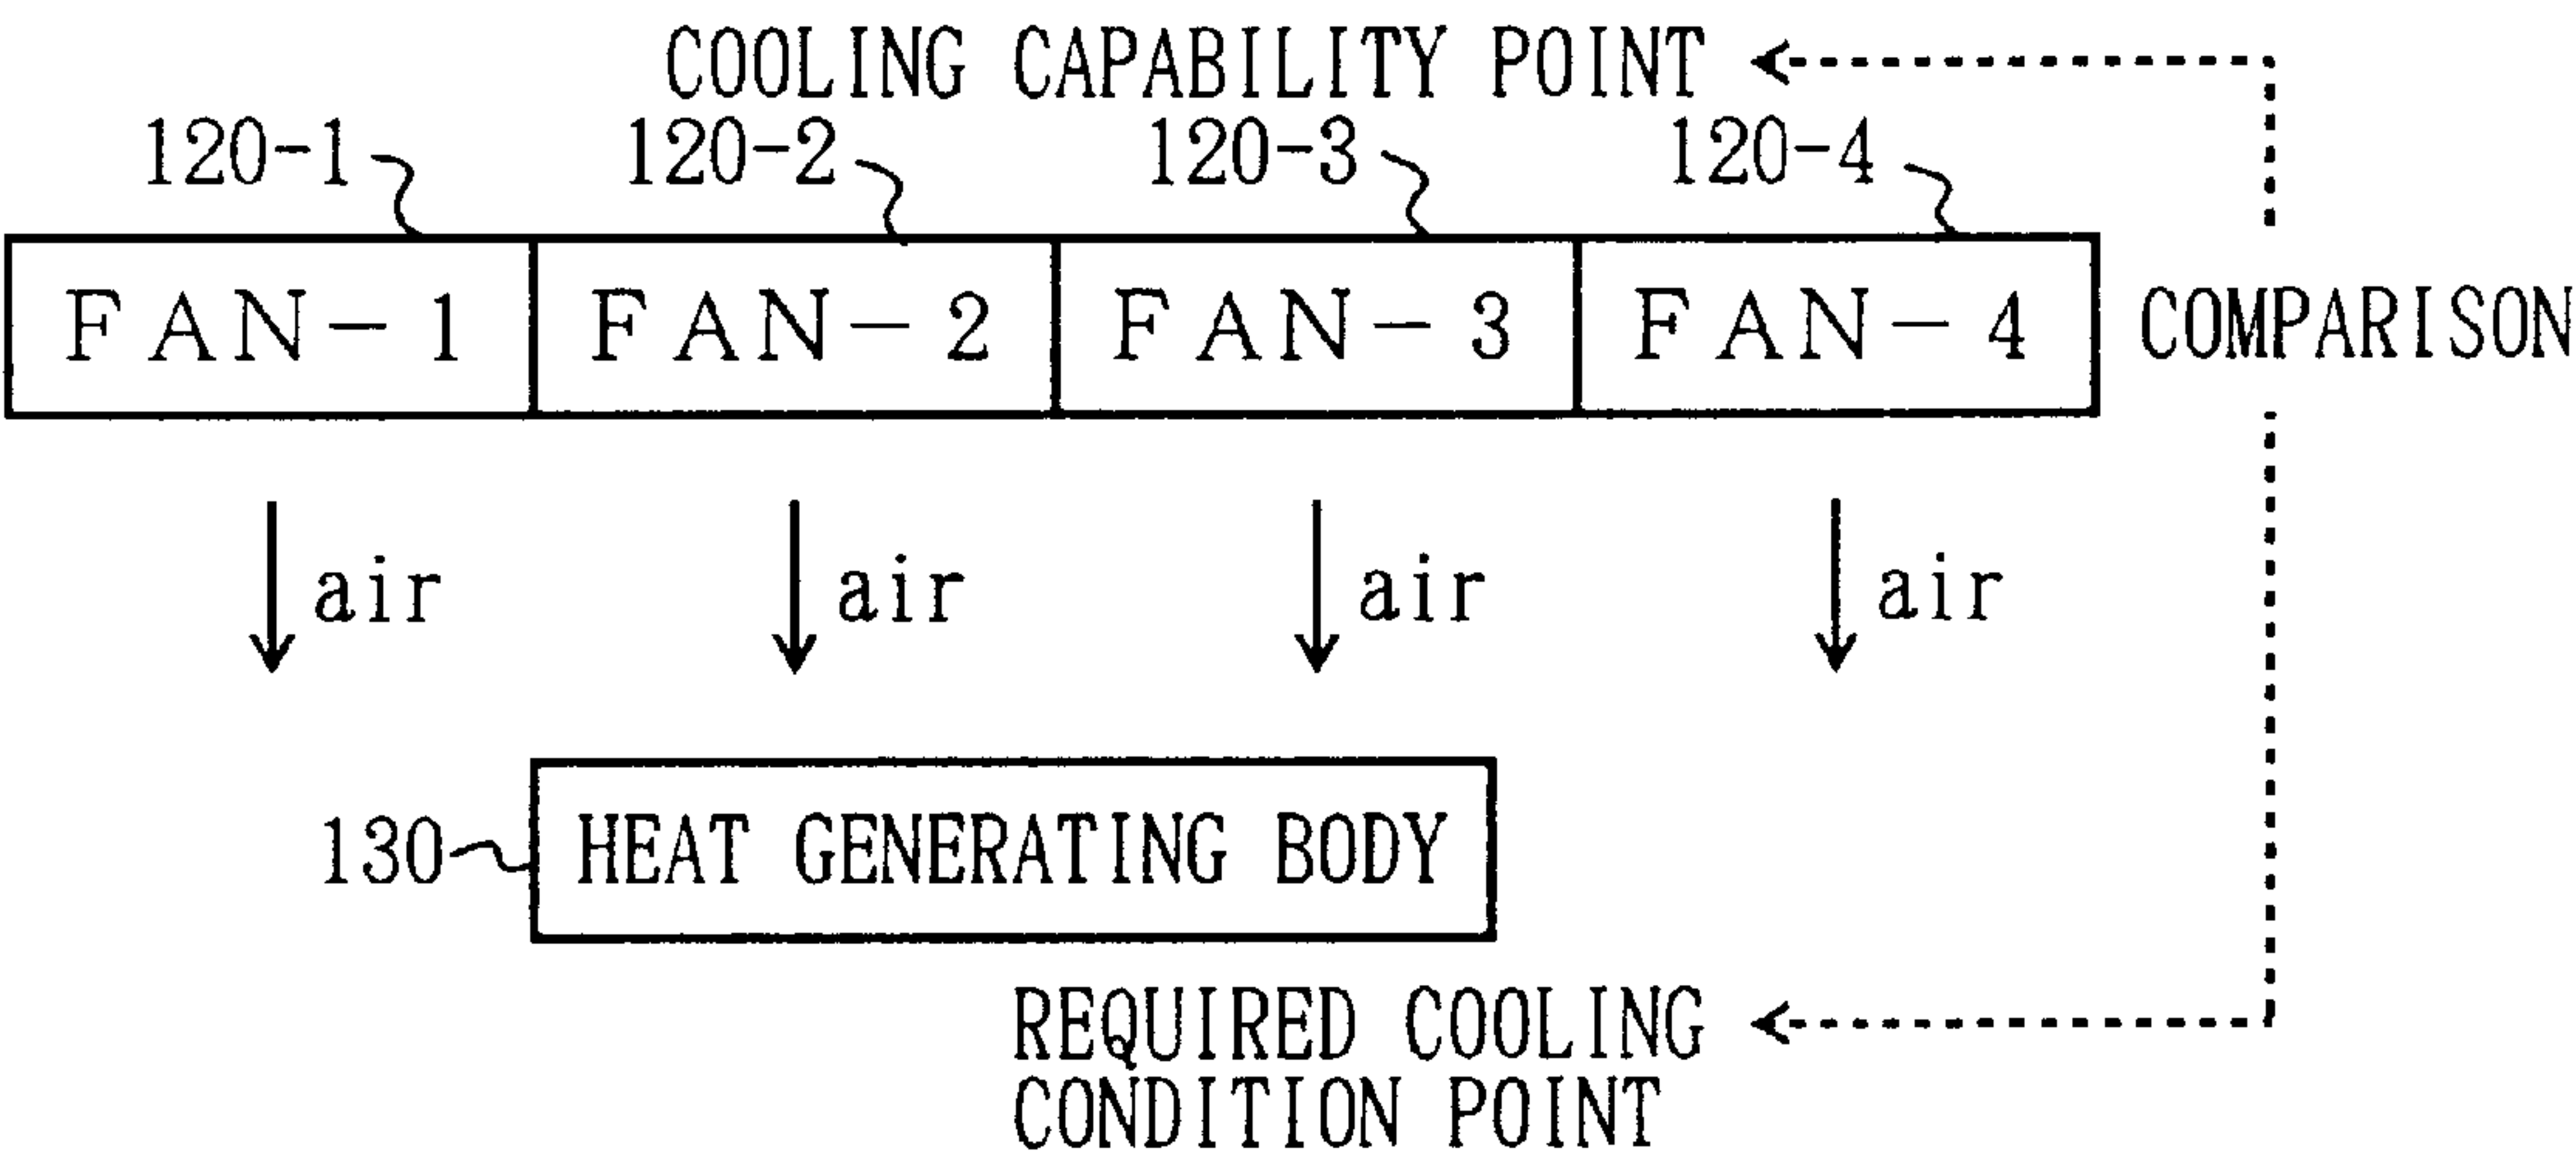 COOLING CAPABILITY POINT
120-1 120-2 120-3 120-4
FAN-1 FAN-2 FAN-3 FAN-4 COMPARISON
air air air air
130 HEAT GENERATING BODY
REQUIRED COOLING
CONDITION POINT